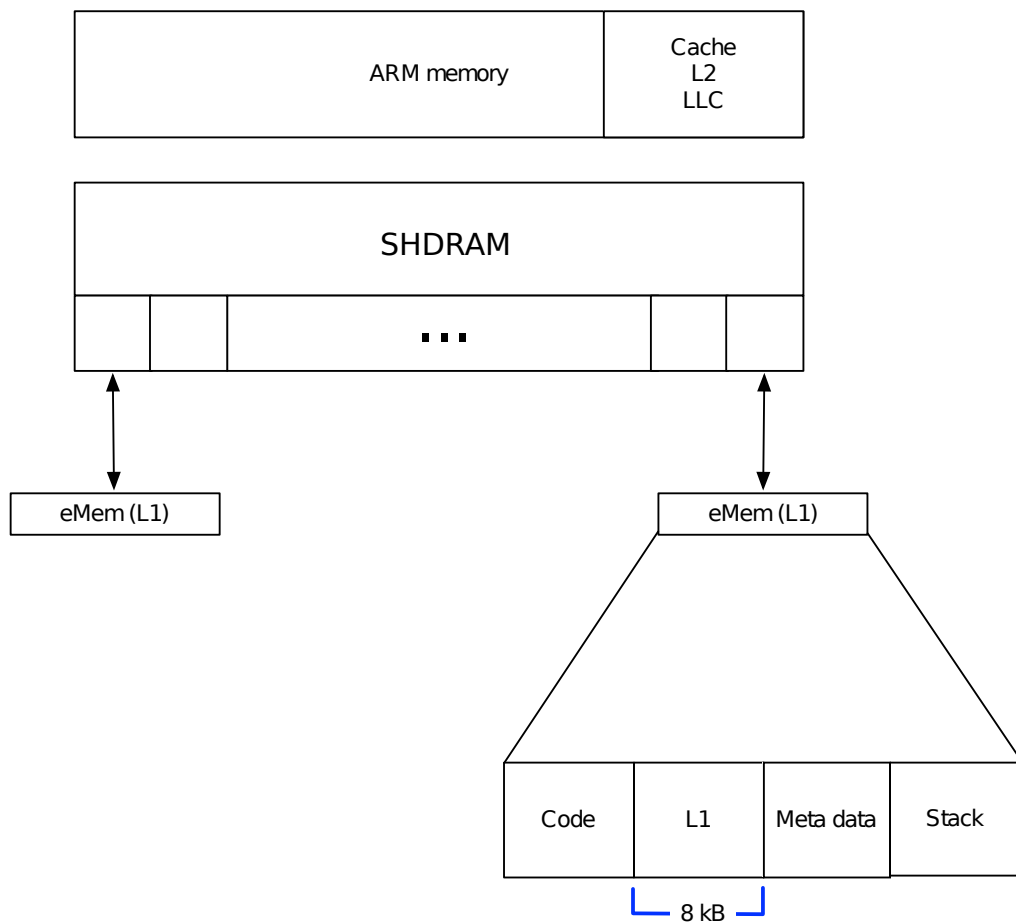 ARM memory
Cache
L2
LLC
SHDRAM
...
eMem (L1)
eMem (L1)
Code
L1
Meta data
Stack
8 kB